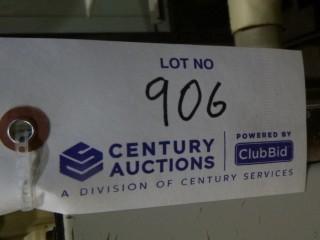 LOT NO
906
CENTURY AUCTIONS
POWERED BY
ClubBid
A DIVISION OF CENTURY SERVICES